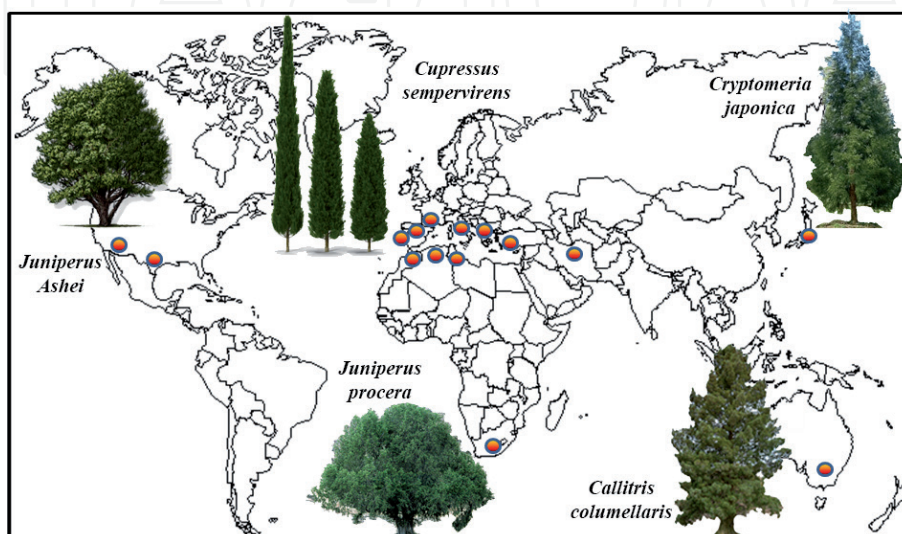 Cupressus
sempervirens
Cryptomeria
japonica
Juniperus
Ashei
Juniperus
procera
Callitris
columellaris